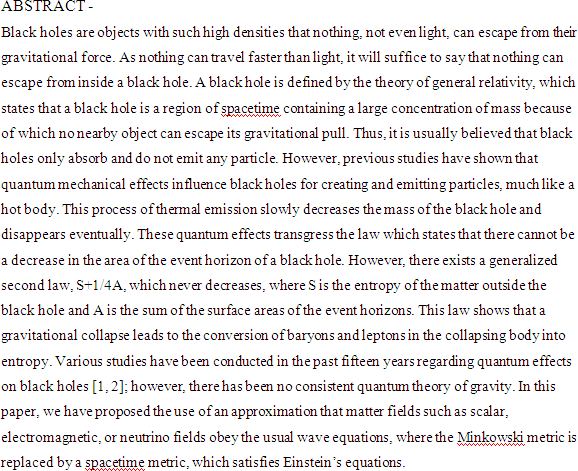 ABSTRACT -
Black holes are objects with such high densities that nothing, not even light, can escape from their
gravitational force. As nothing can travel faster than light, it will suffice to say that nothing can
escape from inside a black hole. A black hole is defined by the theory of general relativity, which
states that a black hole is a region of spacetime containing a large concentration of mass because
of which no nearby object can escape its gravitational pull. Thus, it is usually believed that black
holes only absorb and do not emit any particle. However, previous studies have shown that
quantum mechanical effects influence black holes for creating and emitting particles, much like a
hot body. This process of thermal emission slowly decreases the mass of the black hole and
disappears eventually. These quantum effects transgress the law which states that there cannot be
a decrease in the area of the event horizon of a black hole. However, there exists a generalized
second law, S+1/4A, which never decreases, where S is the entropy of the matter outside the
black hole and A is the sum of the surface areas of the event horizons. This law shows that a
gravitational collapse leads to the conversion of baryons and leptons in the collapsing body into
entropy. Various studies have been conducted in the past fifteen years regarding quantum effects
on black holes [1, 2]; however, there has been no consistent quantum theory of gravity. In this
paper, we have proposed the use of an approximation that matter fields such as scalar,
electromagnetic, or neutrino fields obey the usual wave equations, where the Minkowski metric is
replaced by a spacetime metric, which satisfies Einstein's equations.